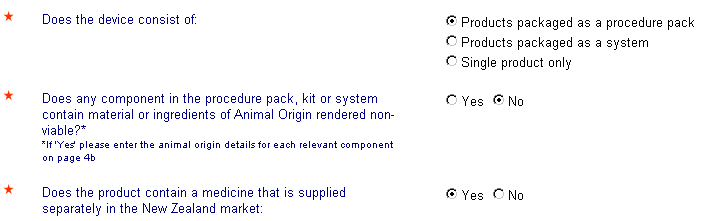 Does the device consist of:
Products packaged as a procedure pack
Products packaged as a system
Single product only
Does any component in the procedure pack, kit or system
contain material or ingredients of Animal Origin rendered non-
viable?*
*If 'Yes' please enter the animal origin details for each relevant component
on page 4b
Yes No
Does the product contain a medicine that is supplied
separately in the New Zealand market:
Yes No